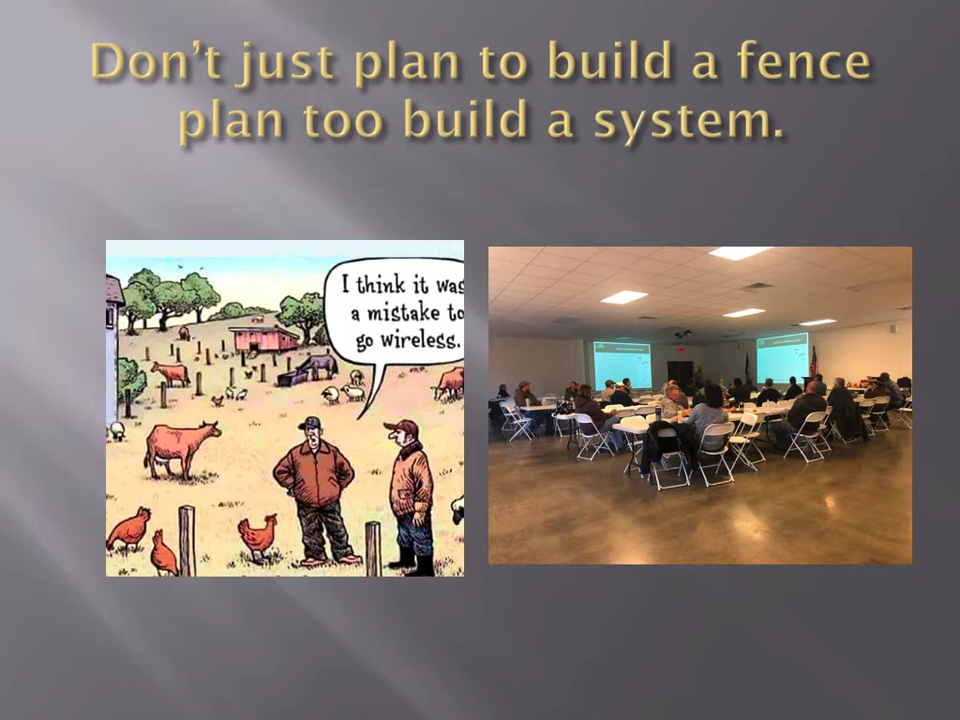 Don’t just plan to build a fence
plan too build a system.
I think it was
a mistake to
go wireless.